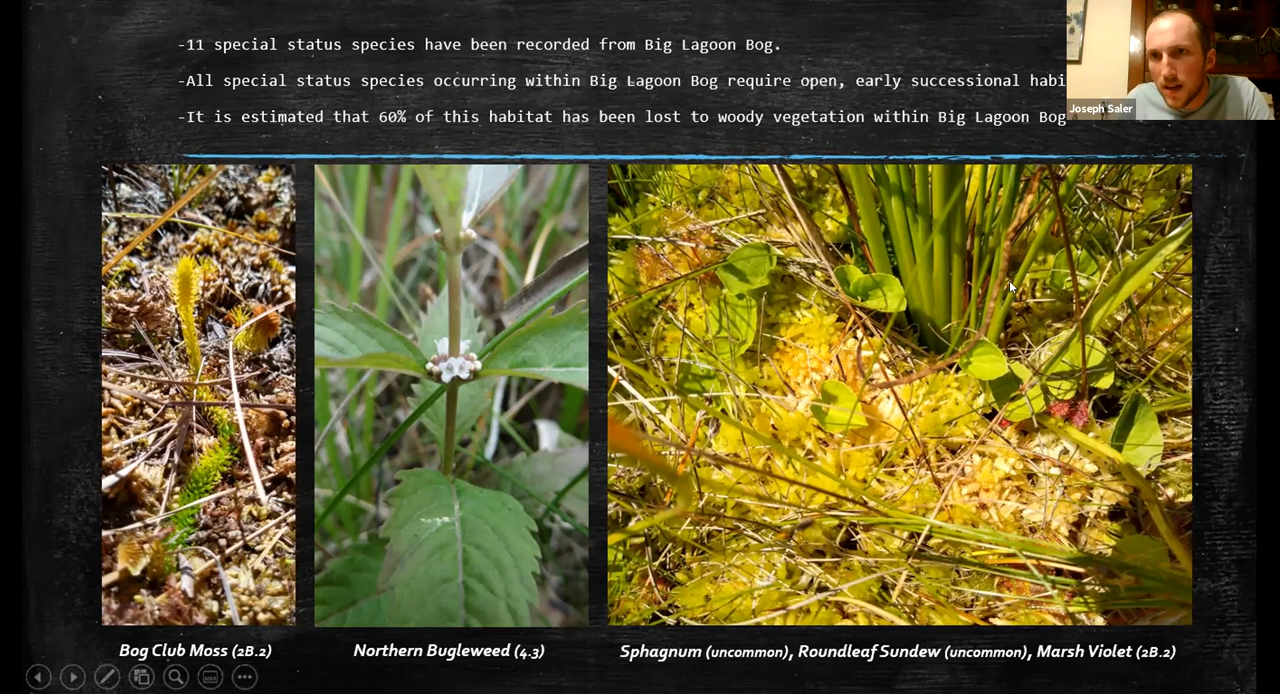 -11 special status species have been recorded from Big Lagoon Bog.
-All special status species occurring within Big Lagoon Bog require open, early successional habi
-It is estimated that 60% of this habitat has been lost to woody vegetation within Big Lagoon Bog
Joseph Saler
Bog Club Moss (2B.2)
Northern Bugleweed (4.3)
Sphagnum (uncommon), Roundleaf Sundew (uncommon), Marsh Violet (2B.2)